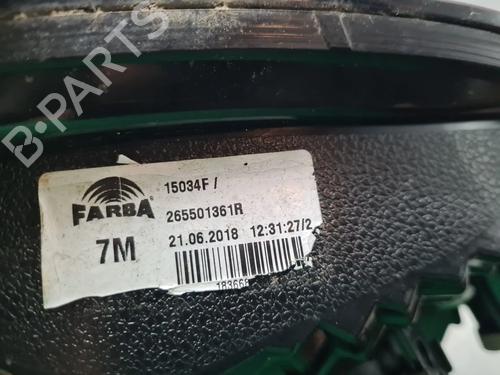 B-PARTS
FARBA
15034F /
265501361R
7M
21.06.2018 12:31:27/2